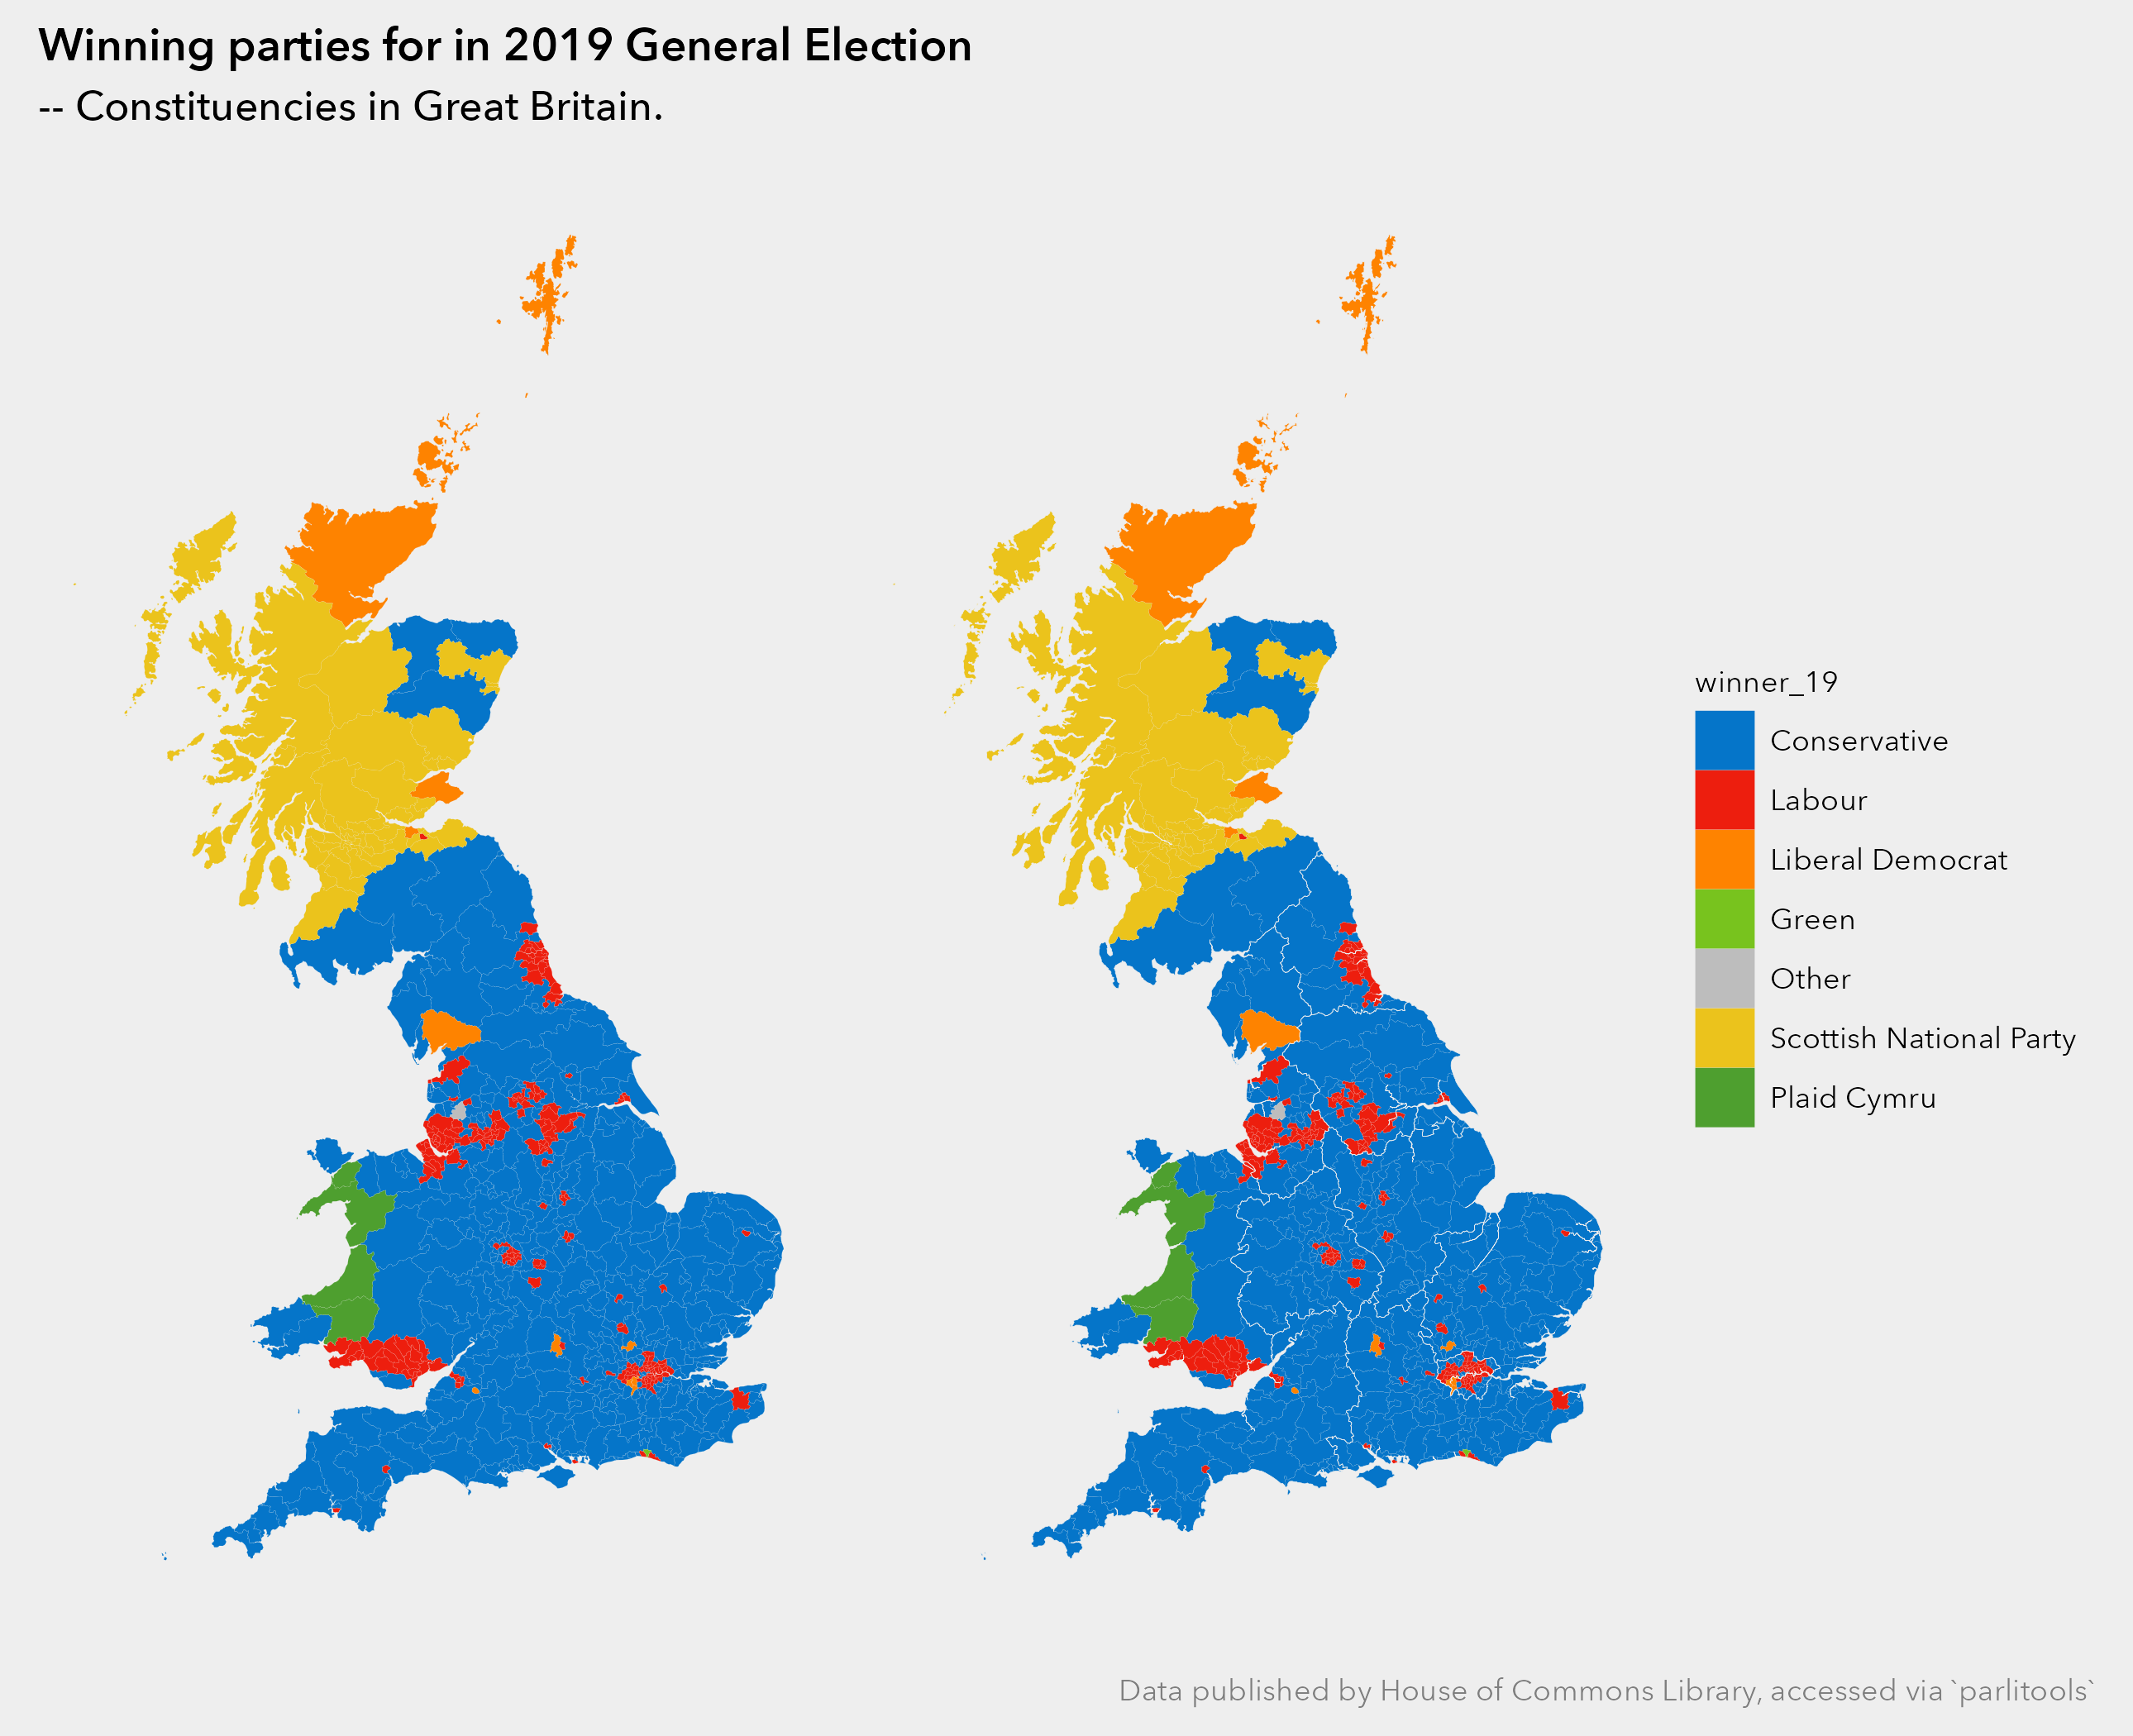 Winning parties for in 2019 General Election
-- Constituencies in Great Britain.
winner_19
Conservative
Labour
Liberal Democrat
Green
Other
Scottish National Party
Plaid Cymru
Data published by House of Commons Library, accessed via `parlitools`